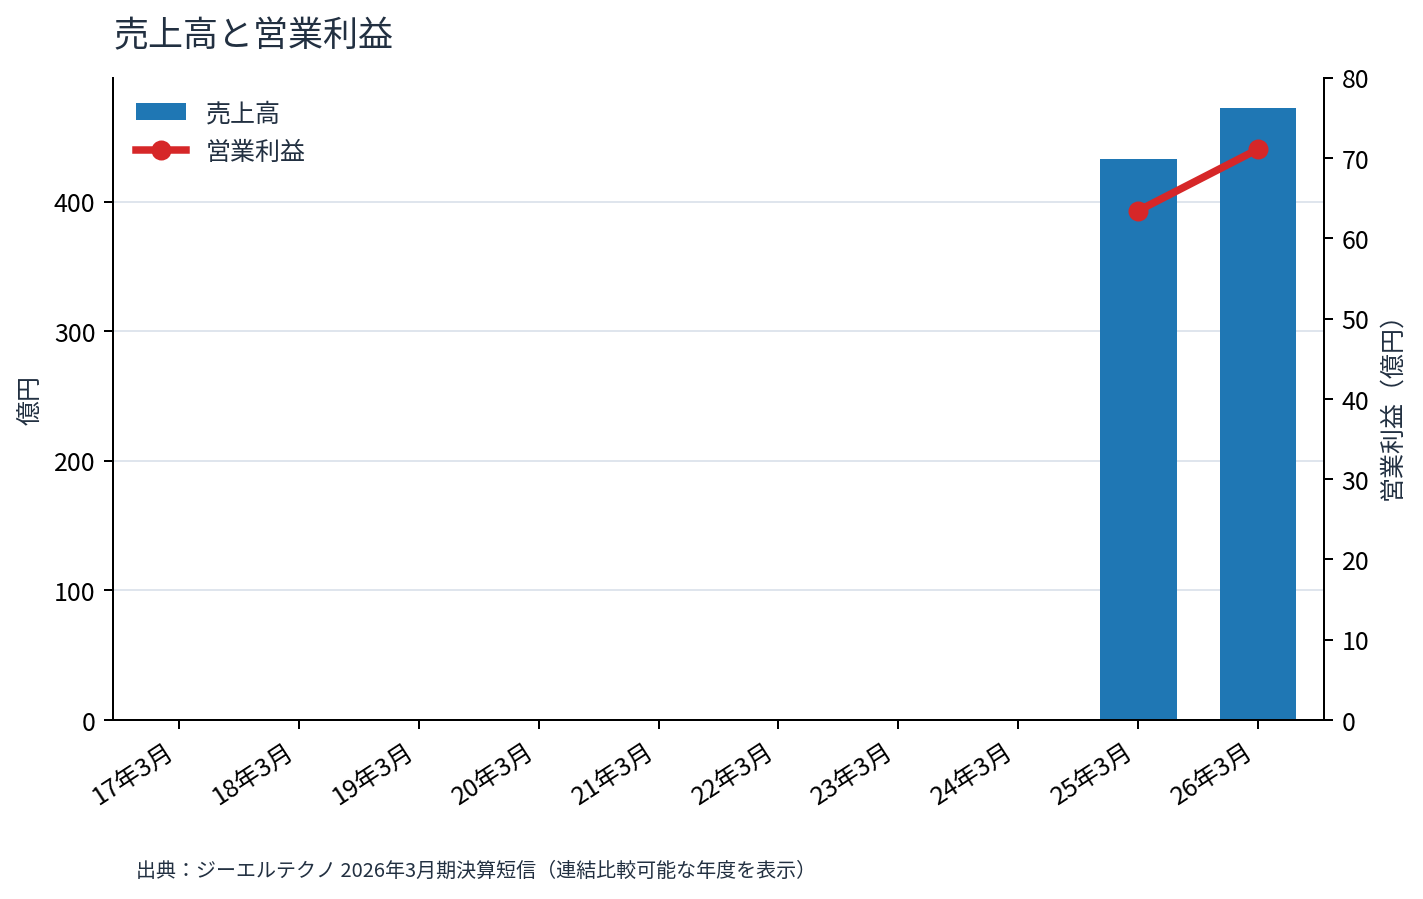 売上高と営業利益
売上高
営業利益
億円
400
300
200
100
0
80
70
60
50
40
30
20
10
0
営業利益（億円）
17年3月
18年3月
19年3月
20年3月
21年3月
22年3月
23年3月
24年3月
25年3月
26年3月
出典：ジーエルテクノ 2026年3月期決算短信（連結比較可能な年度を表示）